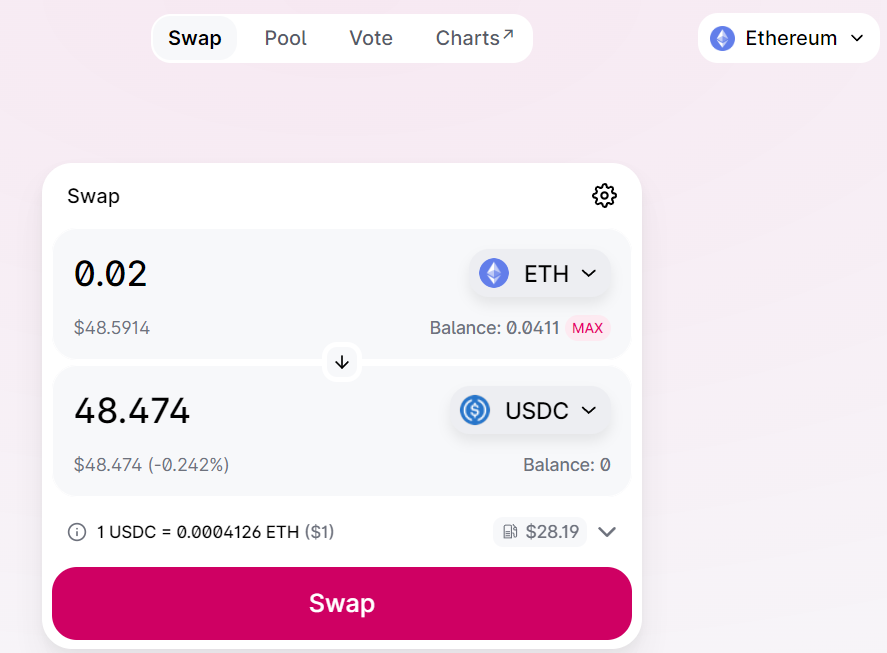 Swap Pool Vote Charts↗ Ethereum
Swap
0.02 ETH
$48.5914 Balance: 0.0411 MAX
48.474 USDC
$48.474 (-0.242%) Balance: 0
1 USDC = 0.0004126 ETH ($1) $28.19
Swap